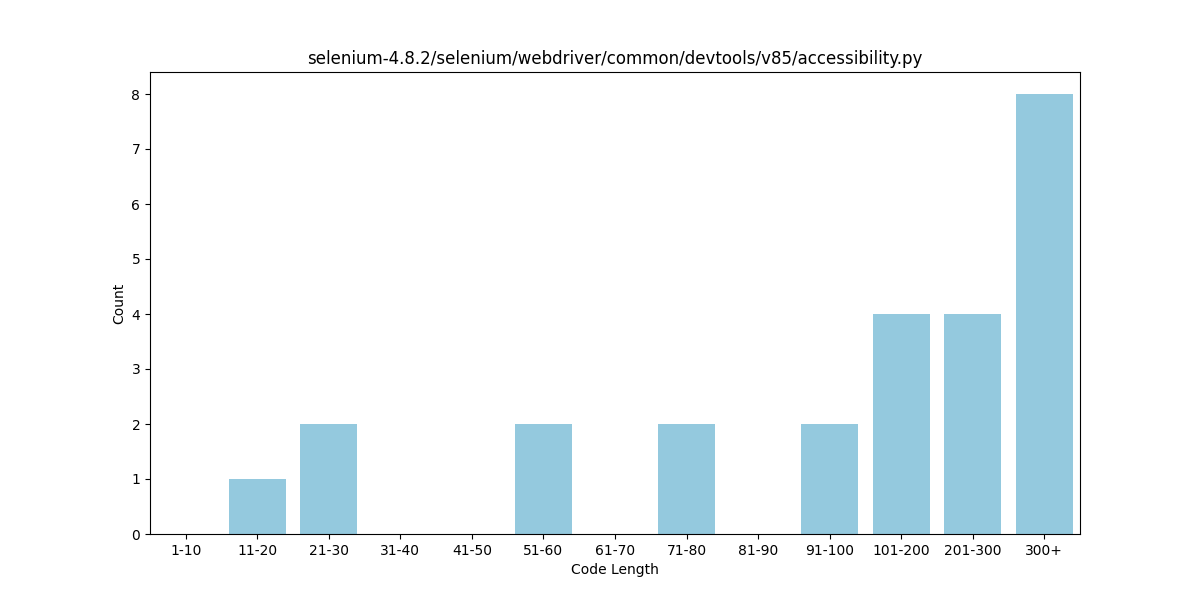 selenium-4.8.2/selenium/webdriver/common/devtools/v85/accessibility.py
8
7
6
5
4
3
2
1
0
Count
1-10 11-20 21-30 31-40 41-50 51-60 61-70 71-80 81-90 91-100 101-200 201-300 300+
Code Length